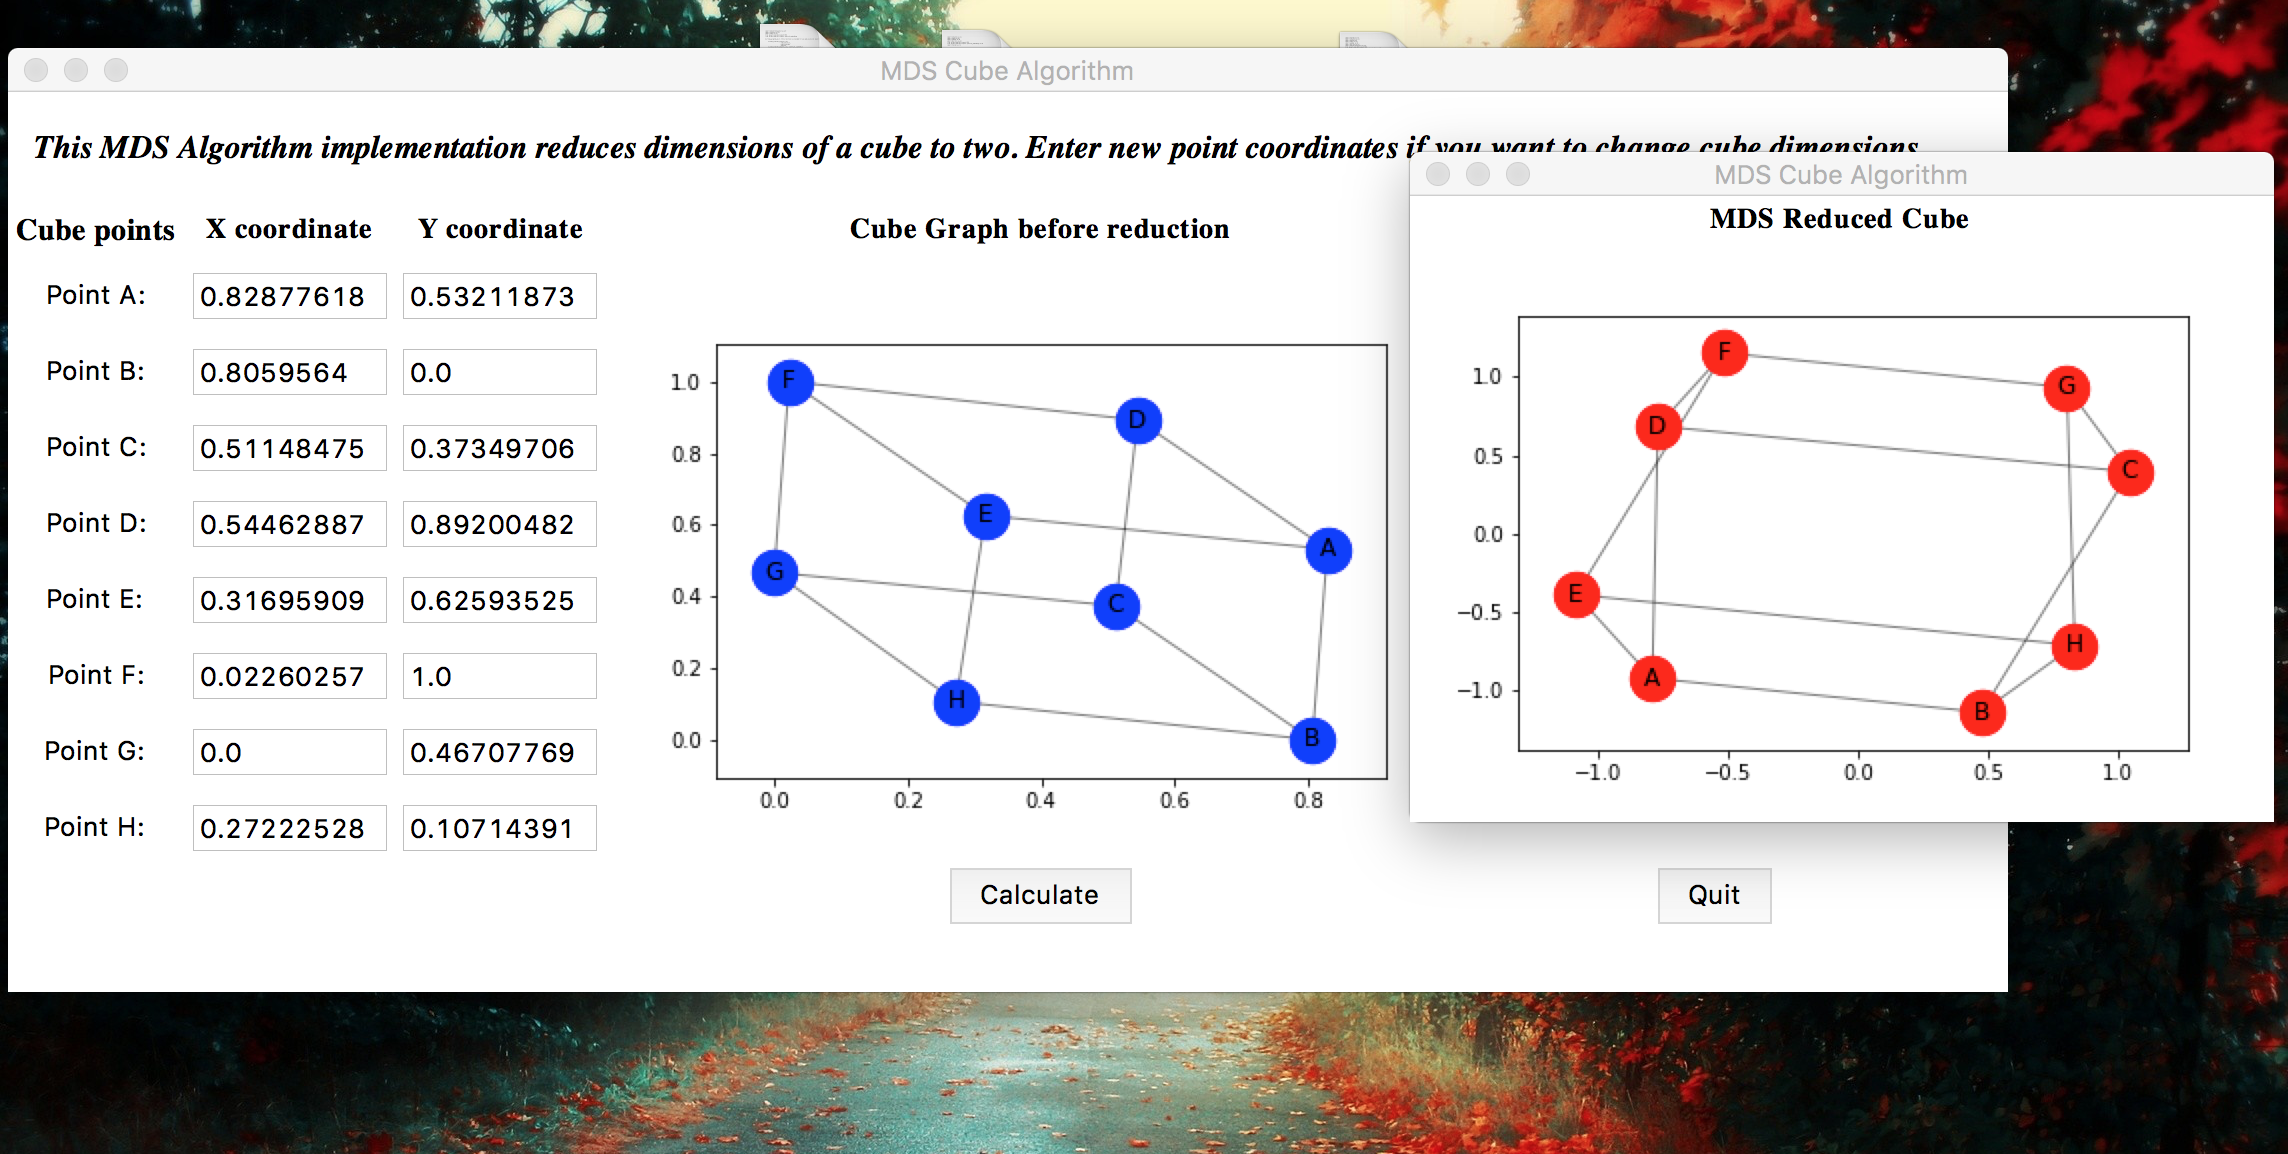 MDS Cube Algorithm
This MDS Algorithm implementation reduces dimensions of a cube to two. Enter new point coordinates if you want to change cube dimensions
Cube points X coordinate Y coordinate
Point A: 0.82877618 0.53211873
Point B: 0.8059564 0.0
Point C: 0.51148475 0.37349706
Point D: 0.54462887 0.89200482
Point E: 0.31695909 0.62593525
Point F: 0.02260257 1.0
Point G: 0.0 0.46707769
Point H: 0.27222528 0.10714391
Cube Graph before reduction
1.0
0.8
0.6
0.4
0.2
0.0
0.0 0.2 0.4 0.6 0.8
F
D
E
A
G
C
H
B
Calculate
MDS Cube Algorithm
MDS Reduced Cube
1.0
0.5
0.0
−0.5
−1.0
−1.0 −0.5 0.0 0.5 1.0
F
G
D
C
E
H
A
B
Quit